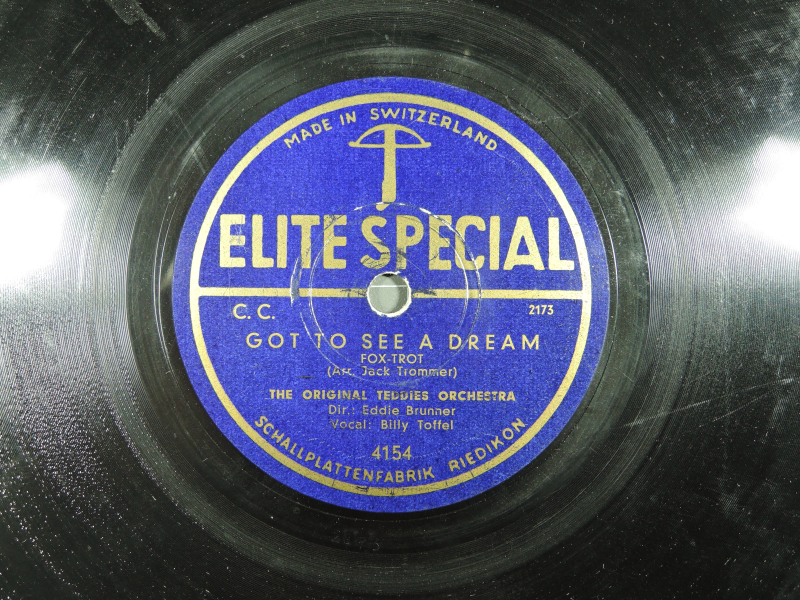 MADE IN SWITZERLAND
ELITE SPECIAL
C. C. 2173
GOT TO SEE A DREAM
FOX-TROT
(Arr. Jack Trommer)
THE ORIGINAL TEDDIES ORCHESTRA
Dir.: Eddie Brunner
Vocal: Billy Toffel
4154
SCHALLPLATTENFABRIK RIEDIKON